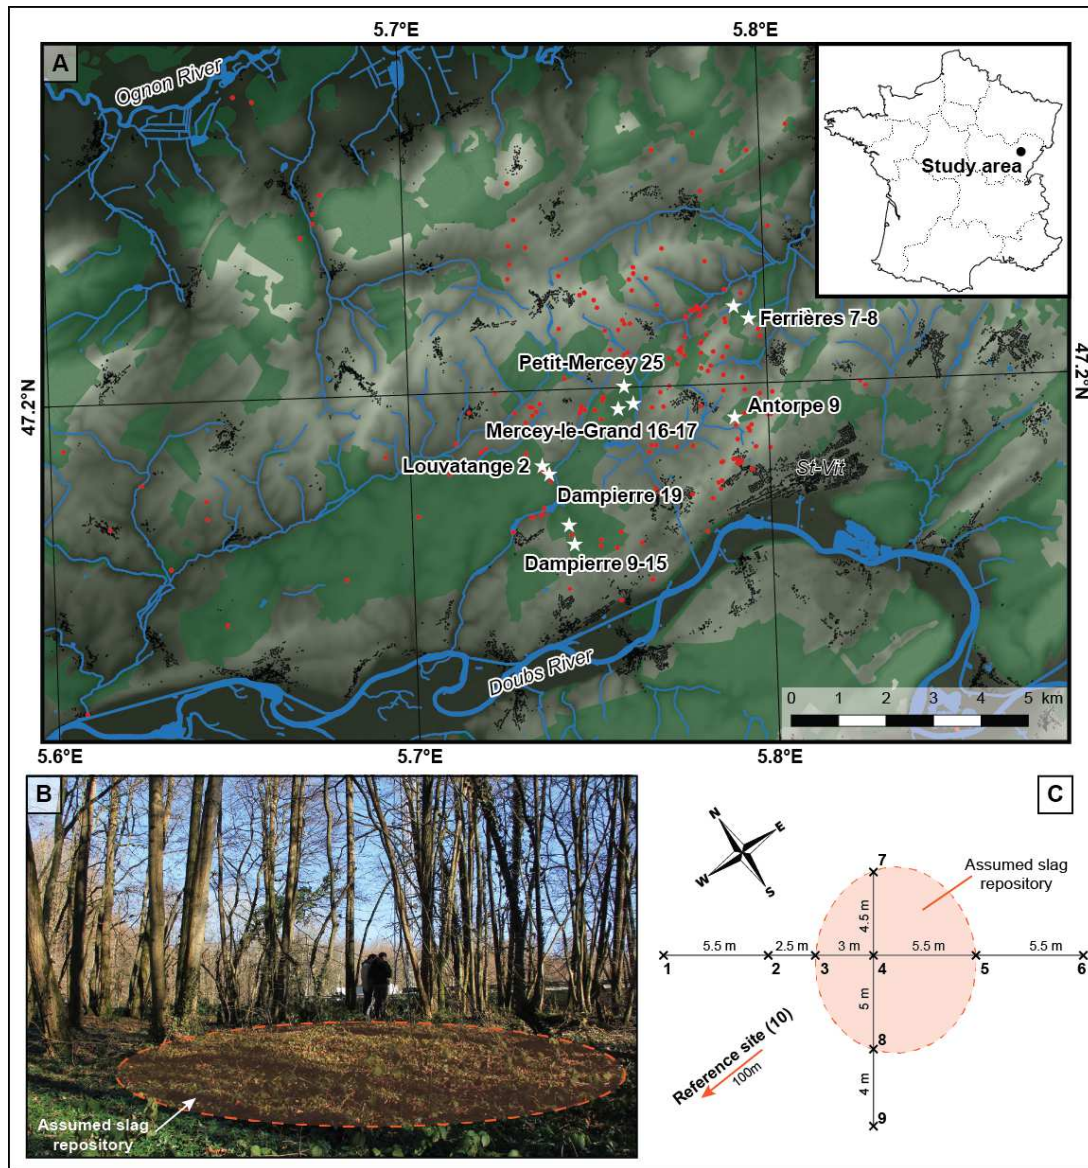 5.7°E
5.8°E
A
Ognon River
Study area
Ferrières 7-8
Petit-Mercey 25
47.2°N
47.2°N
Antorpe 9
Mercey-le-Grand 16-17
Louvatange 2
St-Vit
Dampierre 19
Dampierre 9-15
Doubs River
0 1 2 3 4 5 km
5.6°E
5.7°E
5.8°E
B
Assumed slag
repository
C
N
E
W
S
7
Assumed slag
repository
4.5 m
5.5 m
2.5 m
3 m
5.5 m
5.5 m
1
2
3
4
5
6
5 m
8
Reference site (10)
100m
4 m
9